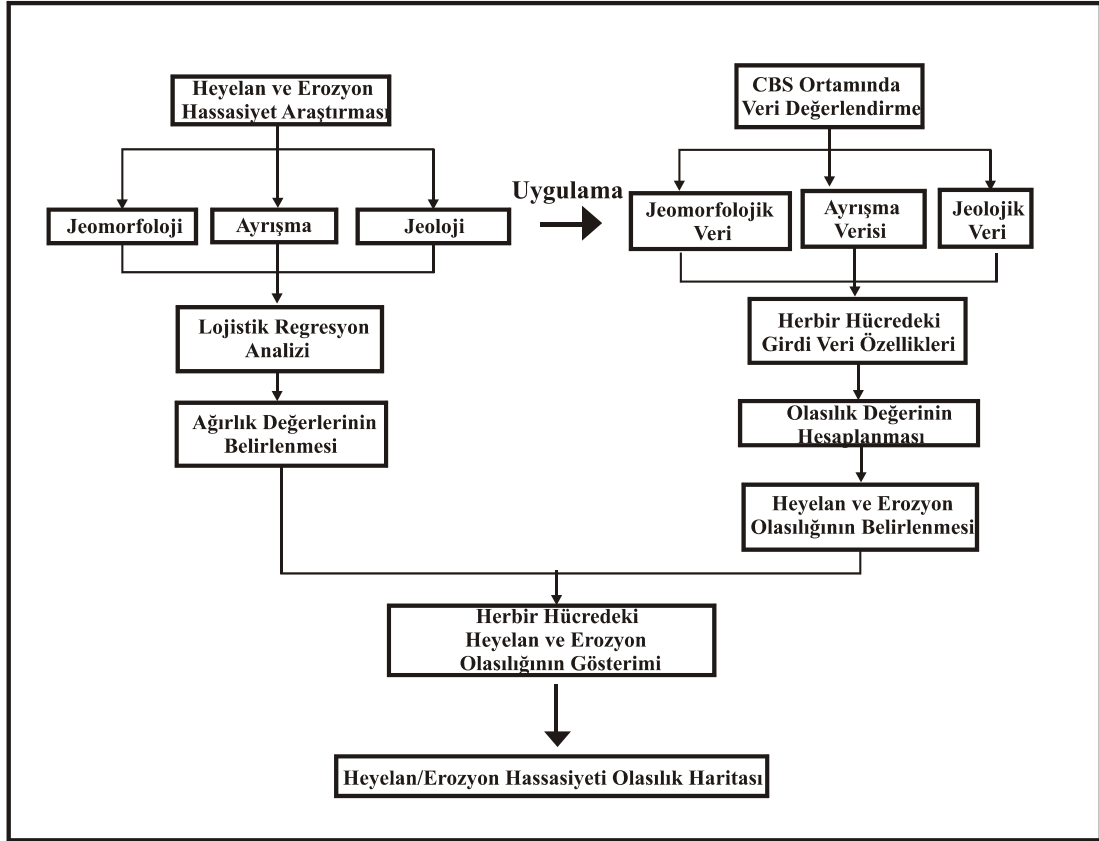 Heyelan ve Erozyon
Hassasiyet Araştırması
Jeomorfoloji
Ayrışma
Jeoloji
Lojistik Regresyon
Analizi
Ağırlık Değerlerinin
Belirlenmesi
Uygulama
CBS Ortamında
Veri Değerlendirme
Jeomorfolojik
Veri
Ayrışma
Verisi
Jeolojik
Veri
Herbir Hücredeki
Girdi Veri Özellikleri
Olasılık Değerinin
Hesaplanması
Heyelan ve Erozyon
Olasılığının Belirlenmesi
Herbir Hücredeki
Heyelan ve Erozyon
Olasılığının Gösterimi
Heyelan/Erozyon Hassasiyeti Olasılık Haritası